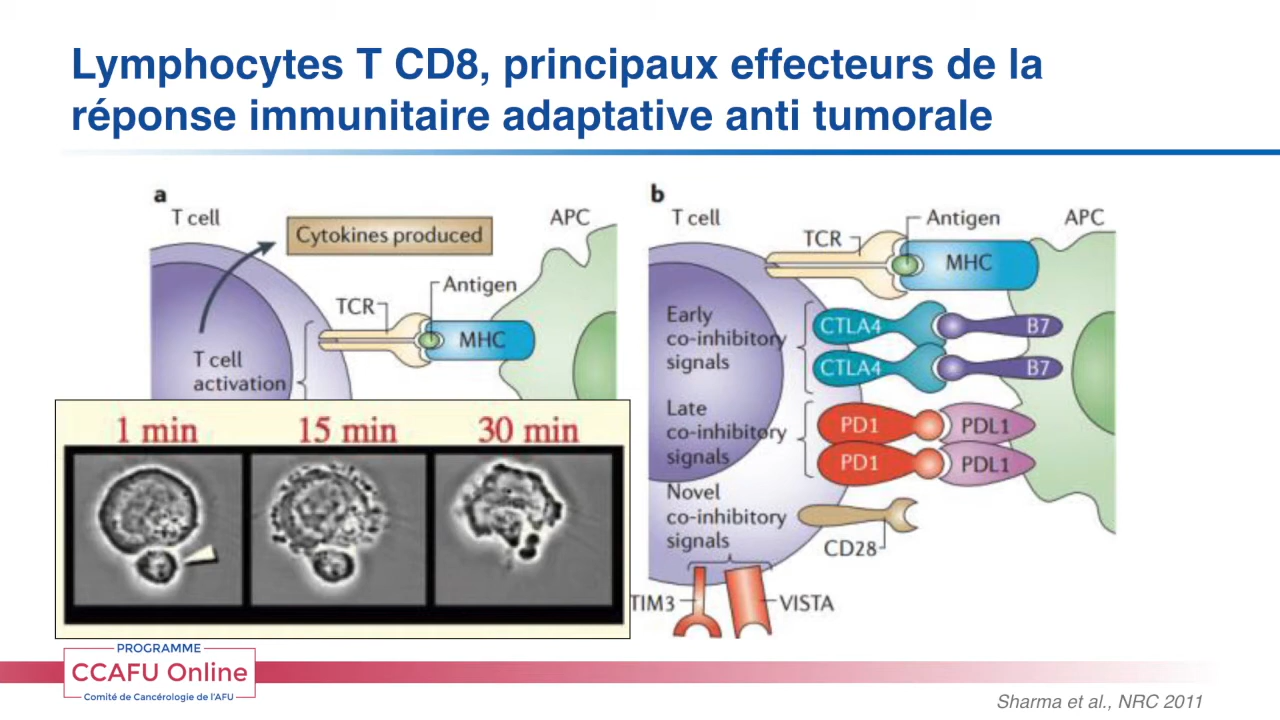 Lymphocytes T CD8, principaux effecteurs de la
réponse immunitaire adaptative anti tumorale
a
T cell
Cytokines produced
APC
Antigen
TCR
MHC
T cell
activation
1 min
15 min
30 min
b
T cell
Antigen
APC
TCR
MHC
Early
co-inhibitory
signals
CTLA4
B7
CTLA4
B7
Late
co-inhibitory
signals
PD1
PDL1
PD1
PDL1
Novel
co-inhibitory
signals
CD28
TIM3
VISTA
PROGRAMME
CCAFU Online
Comité de Cancérologie de l'AFU
Sharma et al., NRC 2011